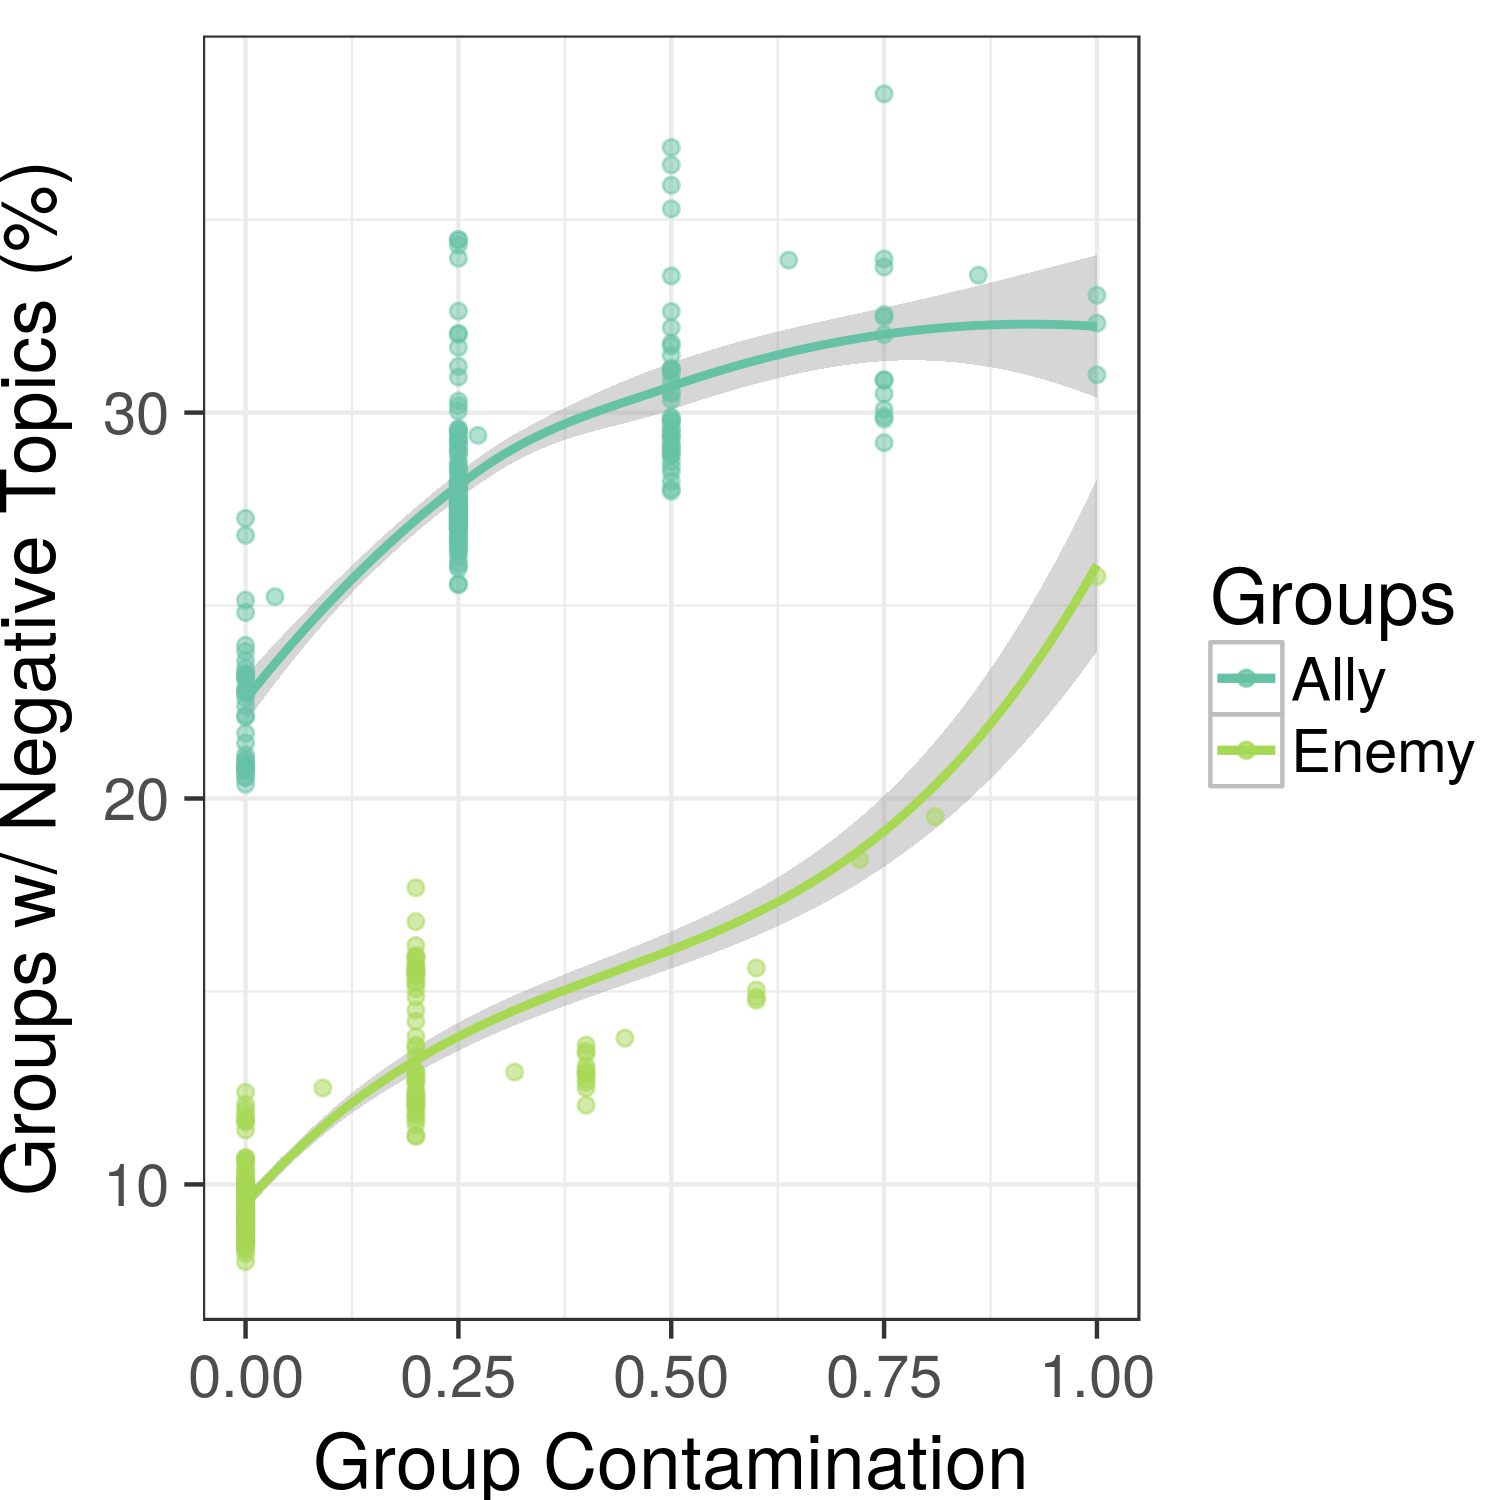 Groups w/ Negative Topics (%)
30
20
10
0.00 0.25 0.50 0.75 1.00
Group Contamination
Groups
Ally
Enemy